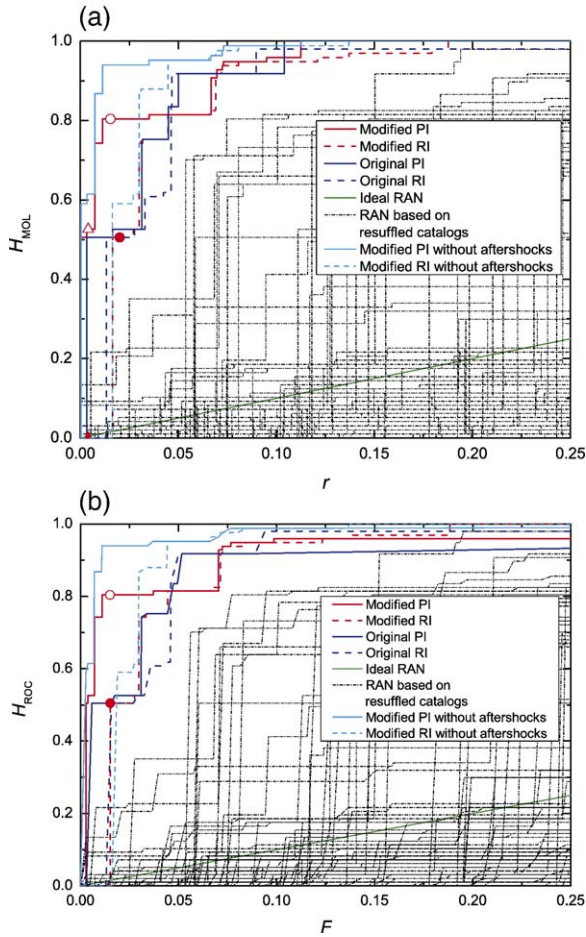 (a)
1.0
0.8
0.6
0.4
0.2
0.0
H_MOL
Modified PI
Modified RI
Original PI
Original RI
Ideal RAN
RAN based on
resuffled catalogs
Modified PI without aftershocks
Modified RI without aftershocks
0.00 0.05 0.10 0.15 0.20 0.25
r
(b)
1.0
0.8
0.6
0.4
0.2
0.0
H_ROC
Modified PI
Modified RI
Original PI
Original RI
Ideal RAN
RAN based on
resuffled catalogs
Modified PI without aftershocks
Modified RI without aftershocks
0.00 0.05 0.10 0.15 0.20 0.25
F